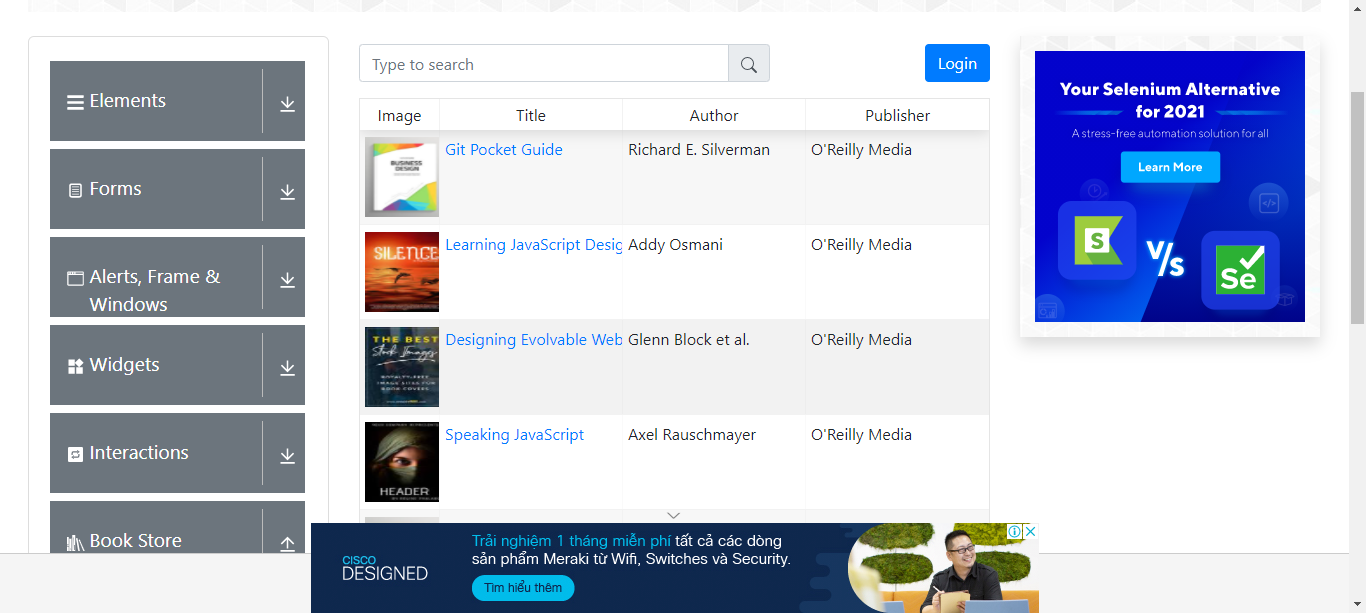 Elements
Forms
Alerts, Frame &
Windows
Widgets
Interactions
Book Store
Type to search
Login
Image Title Author Publisher
BUSINESS
DESIGN
Git Pocket Guide Richard E. Silverman O'Reilly Media
SILENCE
Learning JavaScript Desig Addy Osmani O'Reilly Media
THE BEST
Stock Images
Designing Evolvable Web Glenn Block et al. O'Reilly Media
HEADER
Speaking JavaScript Axel Rauschmayer O'Reilly Media
Your Selenium Alternative
for 2021
A stress-free automation solution for all
Learn More
S
V/s
Se
CISCO
DESIGNED
Trải nghiệm 1 tháng miễn phí tất cả các dòng
sản phẩm Meraki từ Wifi, Switches và Security.
Tìm hiểu thêm